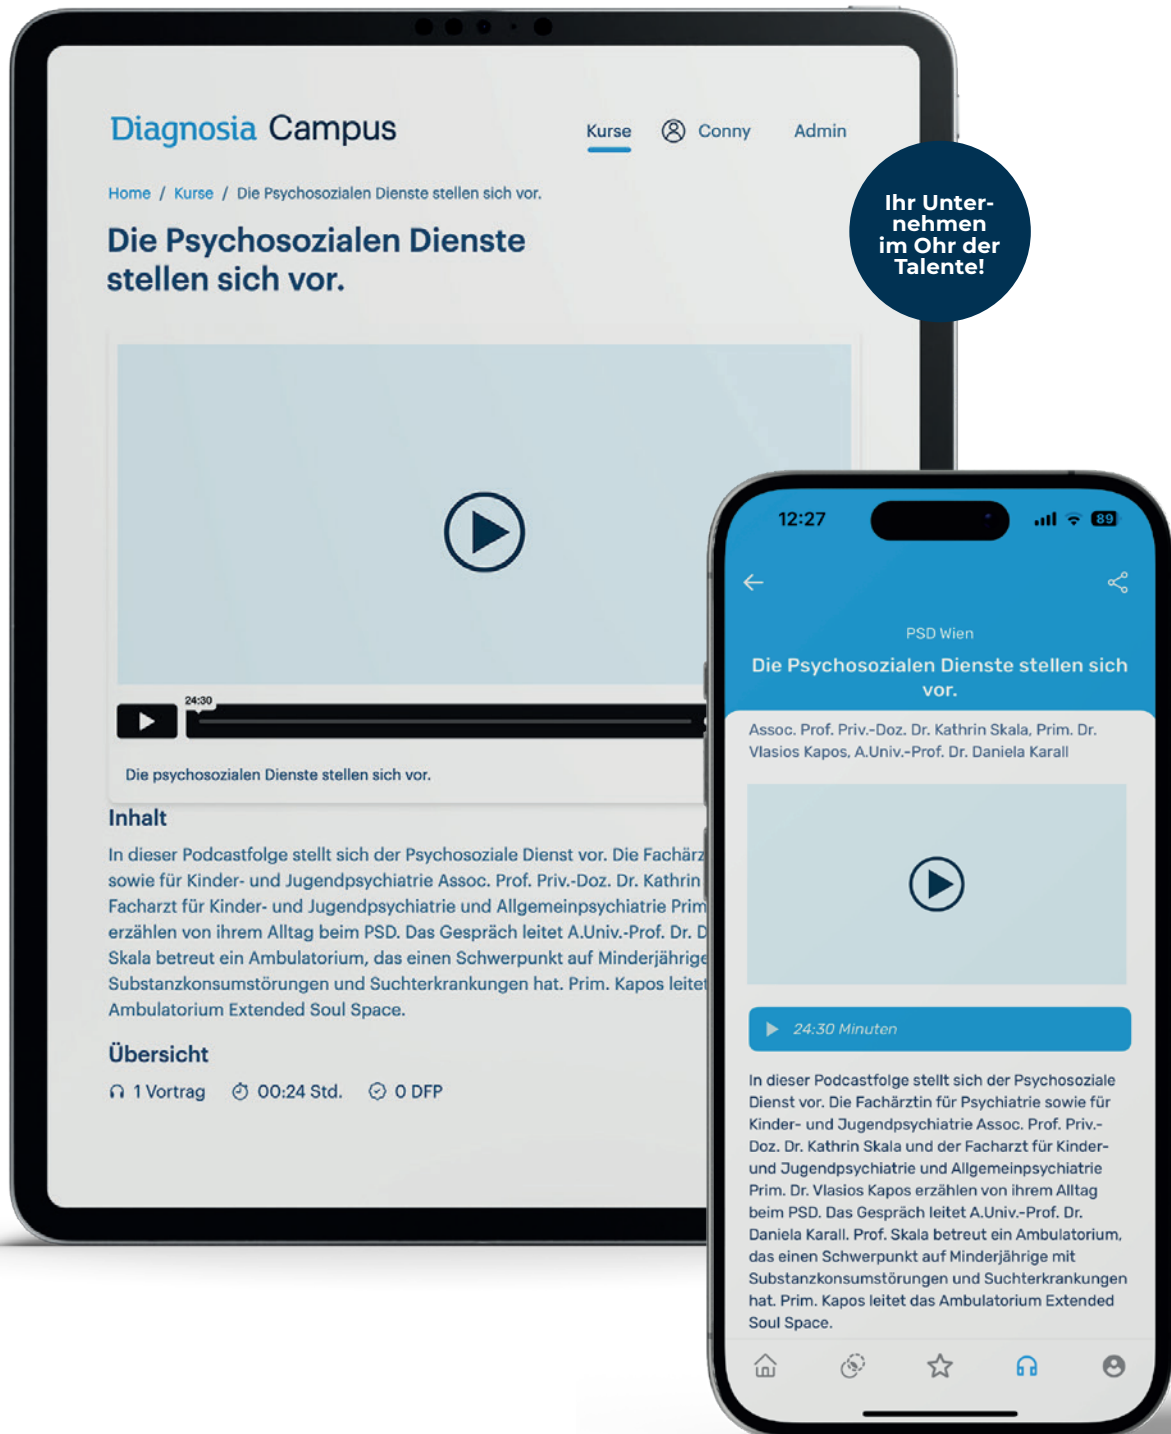 Diagnosia Campus
Kurse
Conny
Admin
Home / Kurse / Die Psychosozialen Dienste stellen sich vor.
Die Psychosozialen Dienste
stellen sich vor.
Ihr Unter-
nehmen
im Ohr der
Talente!
24:30
Die psychosozialen Dienste stellen sich vor.
Inhalt
In dieser Podcastfolge stellt sich der Psychosoziale Dienst vor. Die
sowie für Kinder- und Jugendpsychiatrie Assoc. Prof. Priv.-Doz. Dr. Kathrin
Facharzt für Kinder- und Jugendpsychiatrie und Allgemeinpsychiatrie Prim
erzählen von ihrem Alltag beim PSD. Das Gespräch leitet A.Univ.-Prof. Dr. D
Skala betreut ein Ambulatorium, das einen Schwerpunkt auf Minderjährige
Substanzkonsumstörungen und Suchterkrankungen hat. Prim. Kapos leitet
Ambulatorium Extended Soul Space.
Übersicht
1 Vortrag 00:24 Std. 0 DFP
12:27
89
PSD Wien
Die Psychosozialen Dienste stellen sich
vor.
Assoc. Prof. Priv.-Doz. Dr. Kathrin Skala, Prim. Dr.
Vlasios Kapos, A.Univ.-Prof. Dr. Daniela Karall
24:30 Minuten
In dieser Podcastfolge stellt sich der Psychosoziale
Dienst vor. Die Fachärztin für Psychiatrie sowie für
Kinder- und Jugendpsychiatrie Assoc. Prof. Priv.-
Doz. Dr. Kathrin Skala und der Facharzt für Kinder-
und Jugendpsychiatrie und Allgemeinpsychiatrie
Prim. Dr. Vlasios Kapos erzählen von ihrem Alltag
beim PSD. Das Gespräch leitet A.Univ.-Prof. Dr.
Daniela Karall. Prof. Skala betreut ein Ambulatorium,
das einen Schwerpunkt auf Minderjährige mit
Substanzkonsumstörungen und Suchterkrankungen
hat. Prim. Kapos leitet das Ambulatorium Extended
Soul Space.